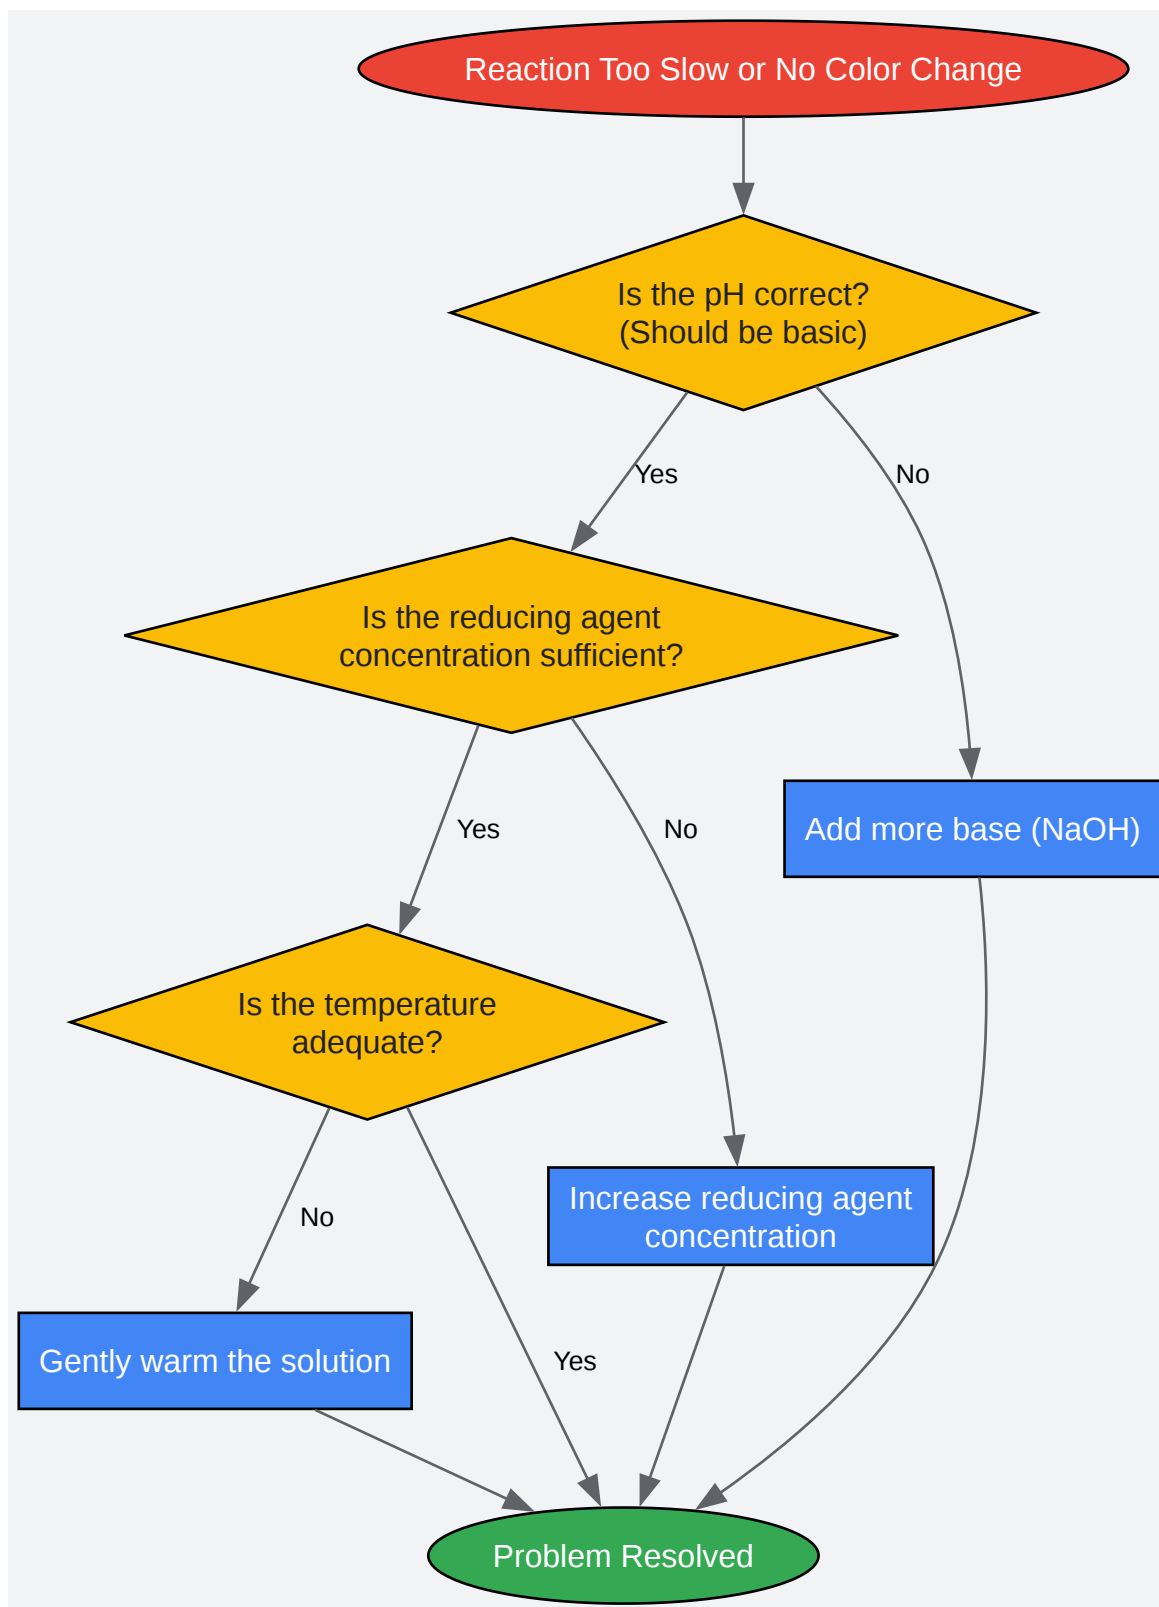 Reaction Too Slow or No Color Change
Is the pH correct?
(Should be basic)
Yes
No
Is the reducing agent
concentration sufficient?
Yes
No
Add more base (NaOH)
Is the temperature
adequate?
No
Increase reducing agent
concentration
Gently warm the solution
Yes
Problem Resolved